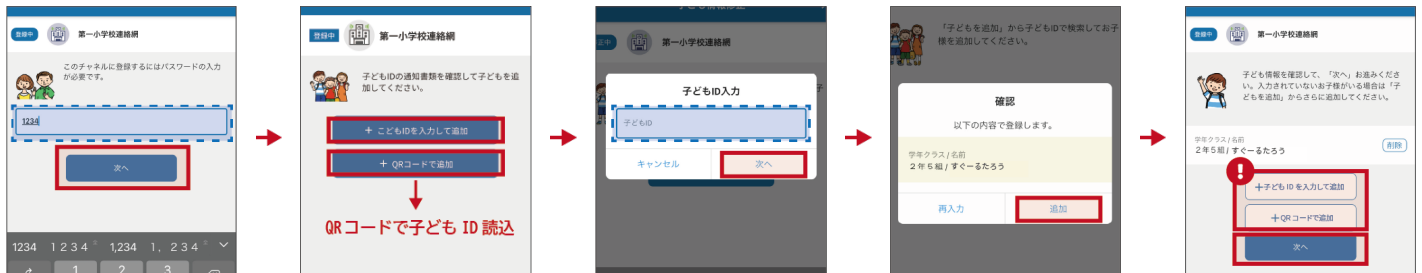 登録中
第一小学校連絡網
このチャネルに登録するにはパスワードの入力
が必要です。
1234
次へ
1234 1 2 3 4 1,234 1, 2 3 4
1 2 3
登録中
第一小学校連絡網
子どもIDの通知書類を確認して子どもを追
加してください。
＋ こどもIDを入力して追加
＋ QRコードで追加
QRコードで子ども ID 読込
第一小学校連絡網
子どもID入力
子どもID
キャンセル
次へ
「子どもを追加」から子どもIDで検索してお子
様を追加してください。
確認
以下の内容で登録します。
学年クラス / 名前
2年5組 / すぐーるたろう
再入力
追加
登録中
第一小学校連絡網
子ども情報を確認して、「次へ」お進みくださ
い。入力されていないお子様がいる場合は「子
どもを追加」からさらに追加してください。
学年クラス / 名前
2年5組 / すぐーるたろう
削除
!
＋子ども ID を入力して追加
＋QR コードで追加
次へ